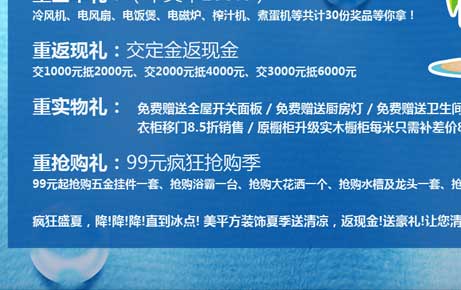 冷风机、电风扇、电饭煲、电磁炉、榨汁机、煮蛋机等共计30份奖品等你拿！
重返现礼：交定金返现金
交1000元抵2000元、交2000元抵4000元、交3000元抵6000元
重实物礼： 免费赠送全屋开关面板 / 免费赠送厨房灯 / 免费赠送卫生间
衣柜移门8.5折销售 / 原橱柜升级实木橱柜每米只需补差价
重抢购礼：99元疯狂抢购季
99元起抢购五金挂件一套、抢购浴霸一台、抢购大花洒一个、抢购水槽及龙头一套、
疯狂盛夏，降!降!降!直到冰点! 美平方装饰夏季送清凉，返现金!送豪礼!让您清